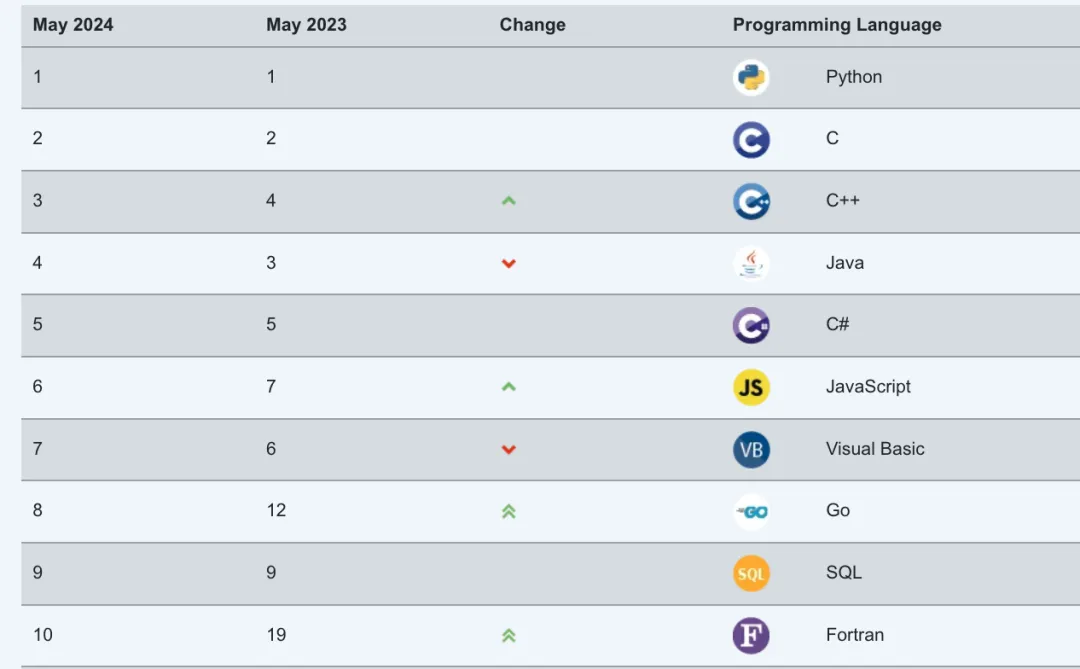 May 2024 May 2023 Change Programming Language
1 1 Python
2 2 C C
3 4 C++ C++
4 3 Java
5 5 C C#
6 7 JS JavaScript
7 6 VB Visual Basic
8 12 GO Go
9 9 SQL SQL
10 19 F Fortran